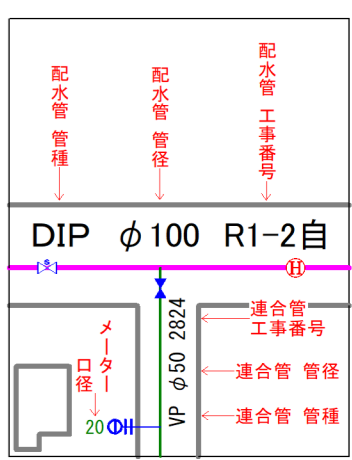 配水管 管種
配水管 管径
配水管 工事番号
DIP φ100 R1-2自
S
H
VP φ50 2824
連合管
工事番号
連合管 管径
連合管 管種
メーター
口径
20